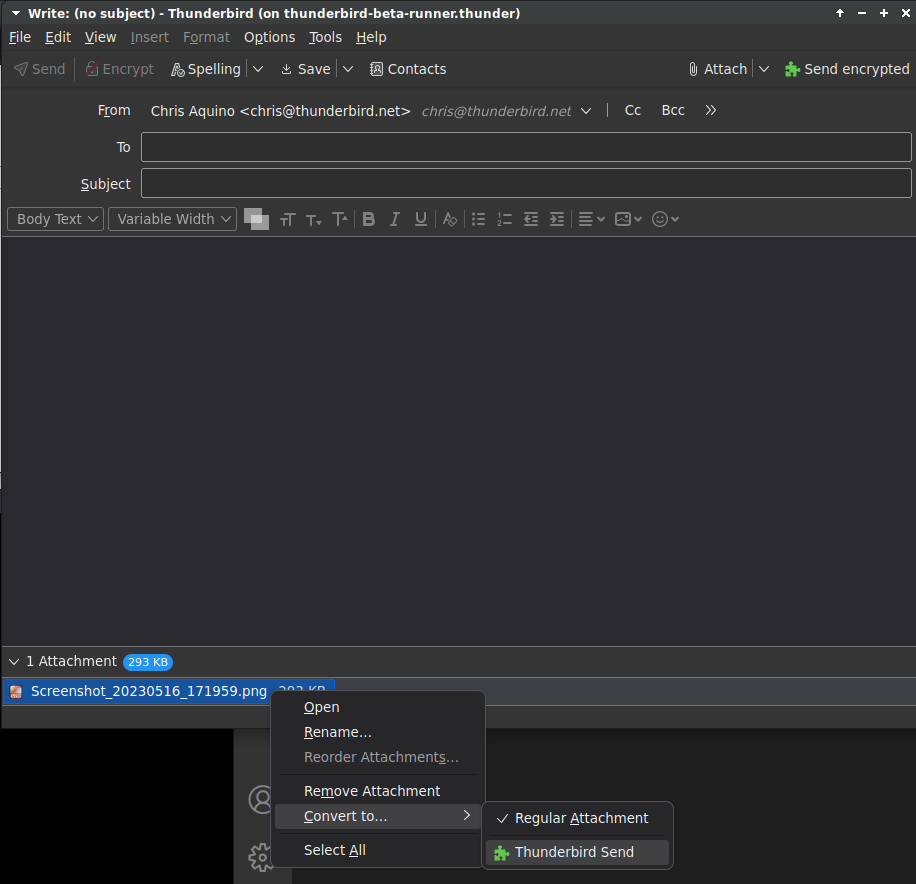 Write: (no subject) - Thunderbird (on thunderbird-beta-runner.thunder)
File Edit View Insert Format Options Tools Help
Send Encrypt Spelling Save Contacts Attach Send encrypted
From Chris Aquino <chris@thunderbird.net> chris@thunderbird.net Cc Bcc
To
Subject
Body Text Variable Width
1 Attachment 293 KB
Screenshot_20230516_171959.png 293 KB
Open
Rename...
Reorder Attachments...
Remove Attachment
Convert to...
Regular Attachment
Select All
Thunderbird Send